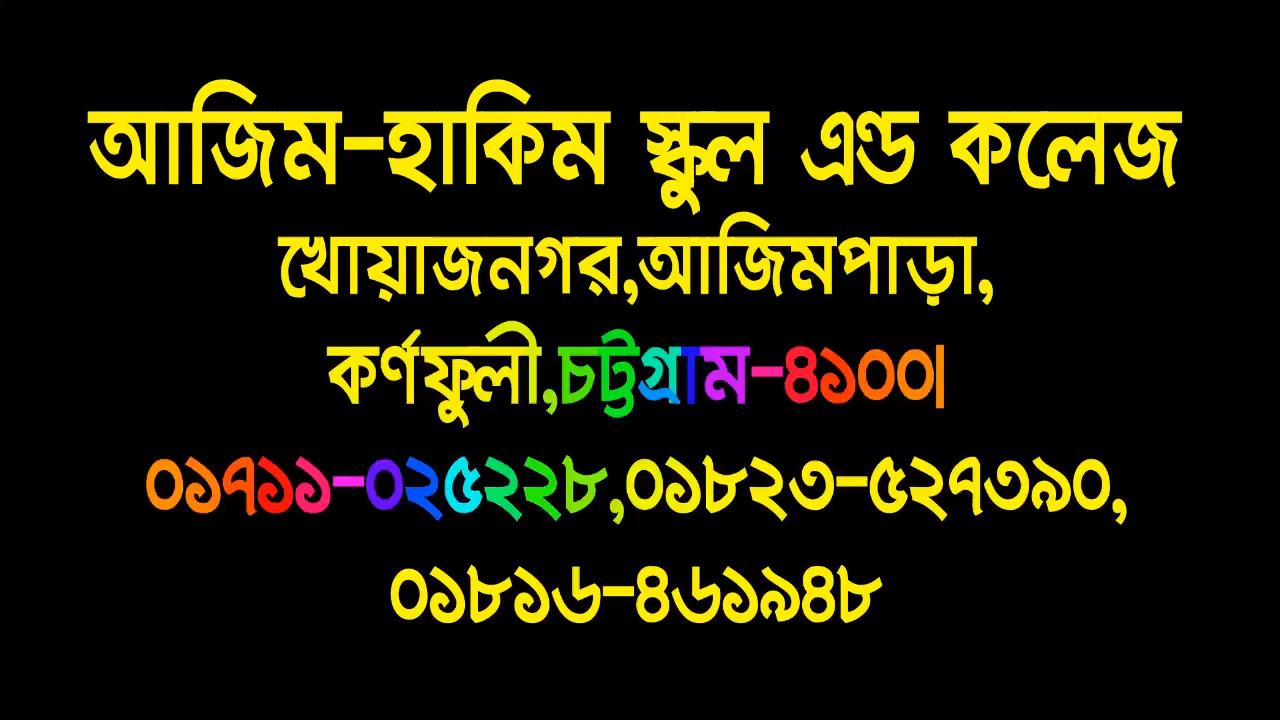 আজিম-হাকিম স্কুল এন্ড কলেজ
খোয়াজনগর,আজিমপাড়া,
কর্ণফুলী,চট্টগ্রাম-৪১০০|
০১৭১১-০২৫২২৮,০১৮২৩-৫২৭৩৯০,
০১৮১৬-৪৬১৯৪৮